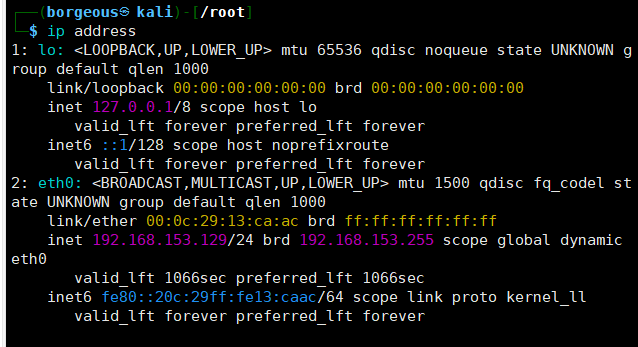 (borgeous㉿kali)-[/root]
$ ip address
1: lo: <LOOPBACK,UP,LOWER_UP> mtu 65536 qdisc noqueue state UNKNOWN g
roup default qlen 1000
link/loopback 00:00:00:00:00:00 brd 00:00:00:00:00:00
inet 127.0.0.1/8 scope host lo
valid_lft forever preferred_lft forever
inet6 ::1/128 scope host noprefixroute
valid_lft forever preferred_lft forever
2: eth0: <BROADCAST,MULTICAST,UP,LOWER_UP> mtu 1500 qdisc fq_codel st
ate UNKNOWN group default qlen 1000
link/ether 00:0c:29:13:ca:ac brd ff:ff:ff:ff:ff:ff
inet 192.168.153.129/24 brd 192.168.153.255 scope global dynamic
eth0
valid_lft 1066sec preferred_lft 1066sec
inet6 fe80::20c:29ff:fe13:caac/64 scope link proto kernel_ll
valid_lft forever preferred_lft forever